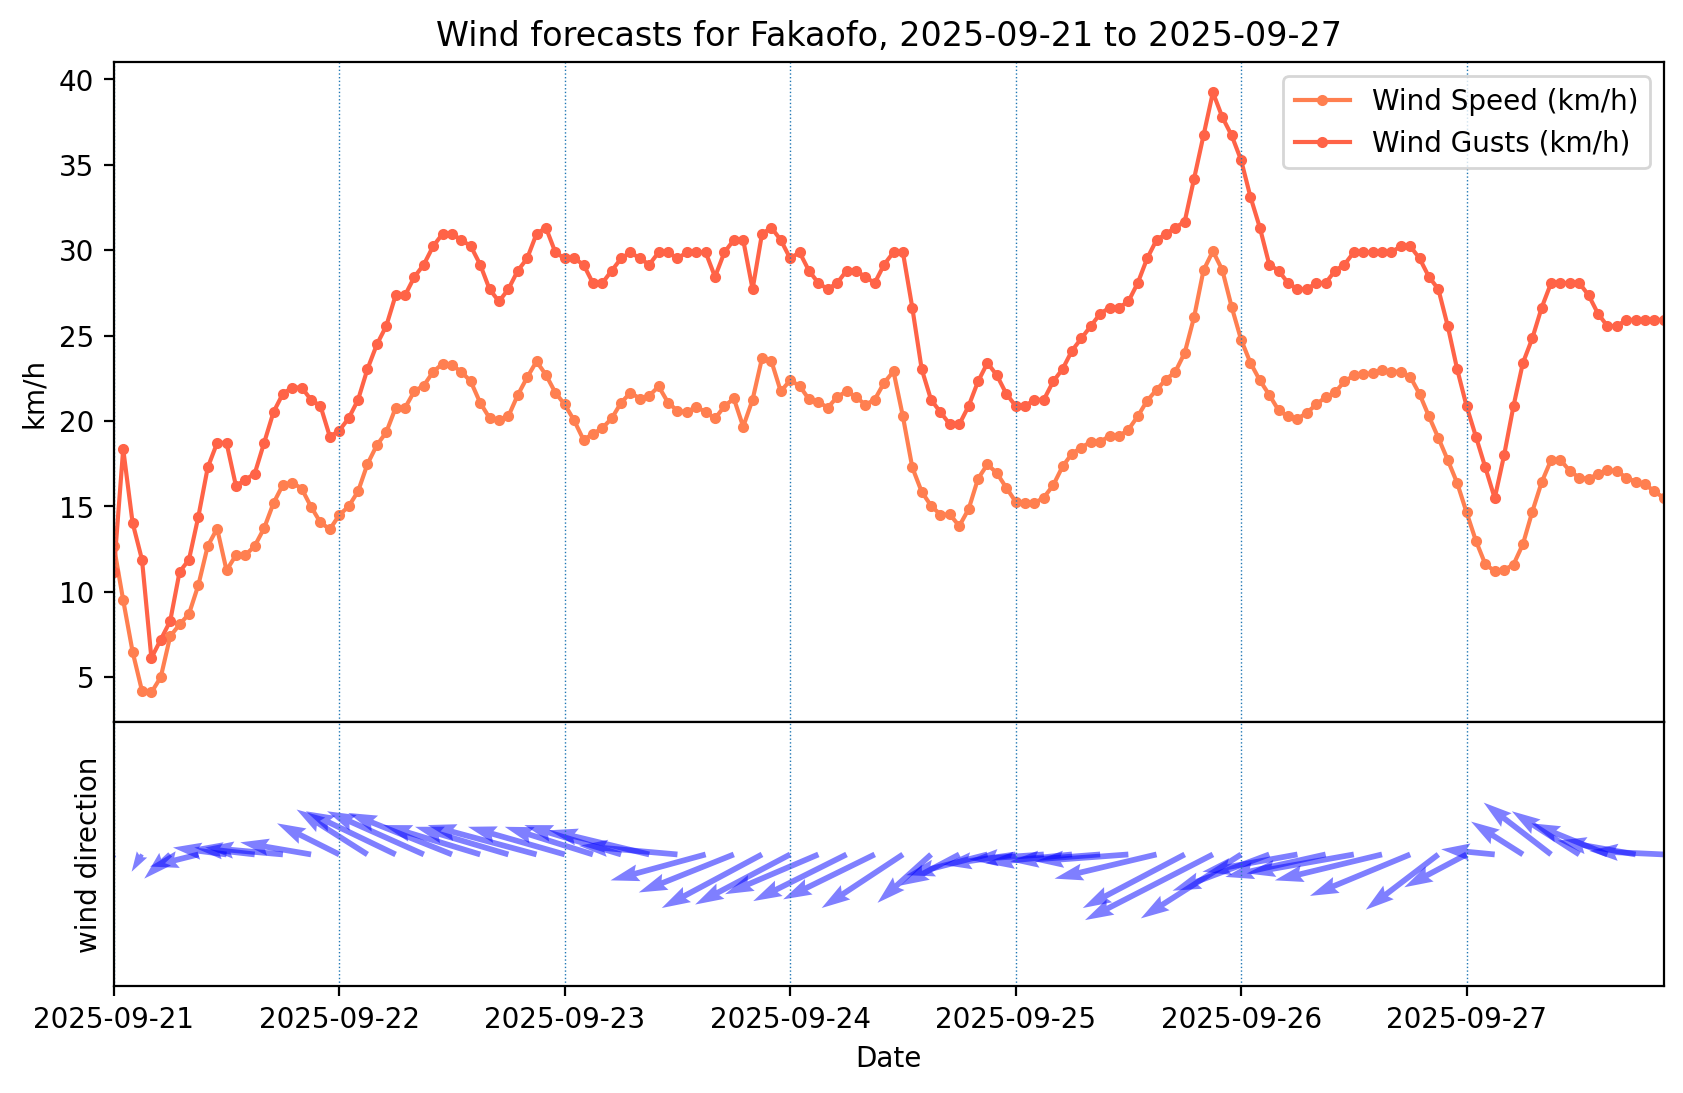 Wind forecasts for Fakaofo, 2025-09-21 to 2025-09-27
40
35
30
25
20
15
10
5
km/h
Wind Speed (km/h)
Wind Gusts (km/h)
wind direction
2025-09-21
2025-09-22
2025-09-23
2025-09-24
2025-09-25
2025-09-26
2025-09-27
Date